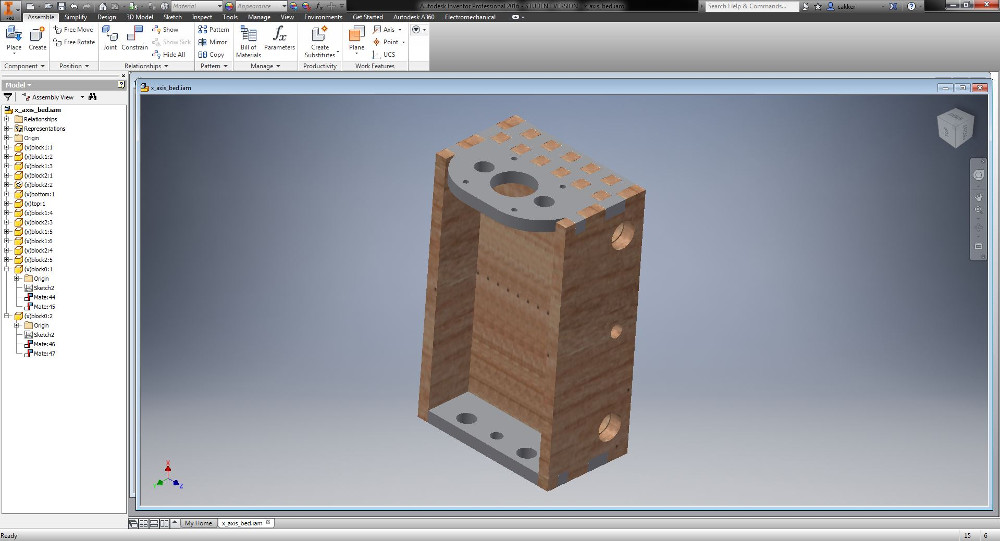 Material
Appearance
Autodesk Inventor Professional 2016 - STUDENT VERSION x_axis_bed.iam
Search Help & Commands...
Assemble Simplify Design 3D Model Sketch Inspect Tools Manage View Environments Get Started Autodesk A360 Electromechanical
Place
Create
Component
Free Move
Free Rotate
Position
Joint
Constrain
Show
Show Sick
Hide All
Relationships
Pattern
Mirror
Copy
Pattern
Bill of
Materials
Parameters
Manage
Create
Substitutes
Productivity
Plane
Axis
Point
UCS
Work Features
Model
Assembly View
x_axis_bed.iam
Relationships
Representations
Origin
(x)block1:1
(x)block1:2
(x)block1:3
(x)block2:1
(x)block2:2
(x)bottom:1
(x)top:1
(x)block1:4
(x)block2:3
(x)block1:5
(x)block1:6
(x)block2:4
(x)block2:5
(x)block0:1
Origin
Sketch2
Mate:44
Mate:45
(x)block0:2
Origin
Sketch2
Mate:46
Mate:47
x_axis_bed.iam
My Home
x_axis_bed.iam
Ready
15 6